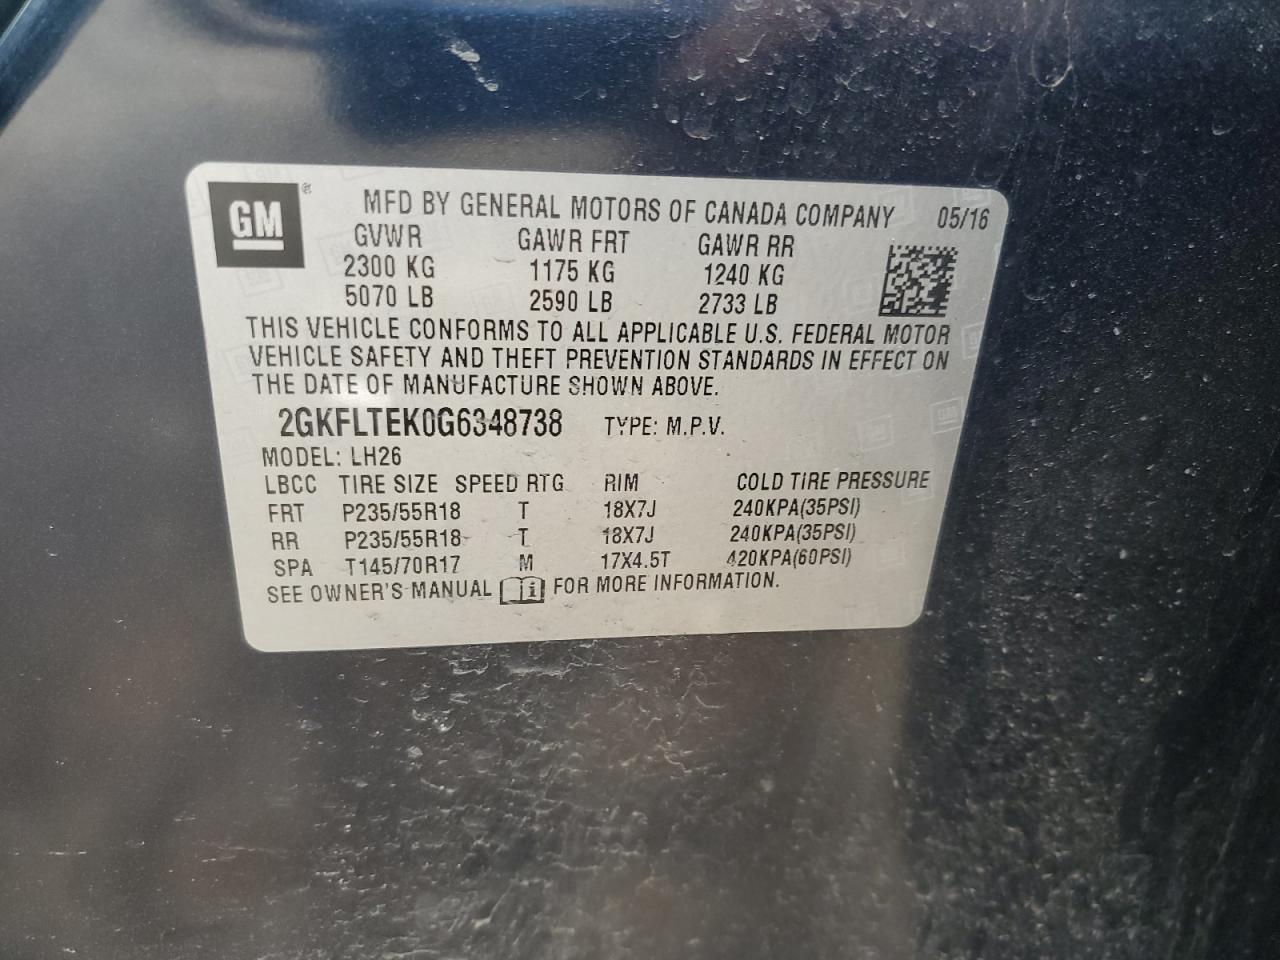 GM ®
MFD BY GENERAL MOTORS OF CANADA COMPANY 05/16
GVWR GAWR FRT GAWR RR
2300 KG 1175 KG 1240 KG
5070 LB 2590 LB 2733 LB
THIS VEHICLE CONFORMS TO ALL APPLICABLE U.S. FEDERAL MOTOR
VEHICLE SAFETY AND THEFT PREVENTION STANDARDS IN EFFECT ON
THE DATE OF MANUFACTURE SHOWN ABOVE.
2GKFLTEK0G6348738 TYPE: M.P.V.
MODEL: LH26
LBCC TIRE SIZE SPEED RTG RIM COLD TIRE PRESSURE
FRT P235/55R18 T 18X7J 240KPA(35PSI)
RR P235/55R18 T 18X7J 240KPA(35PSI)
SPA T145/70R17 M 17X4.5T 420KPA(60PSI)
SEE OWNER'S MANUAL i FOR MORE INFORMATION.